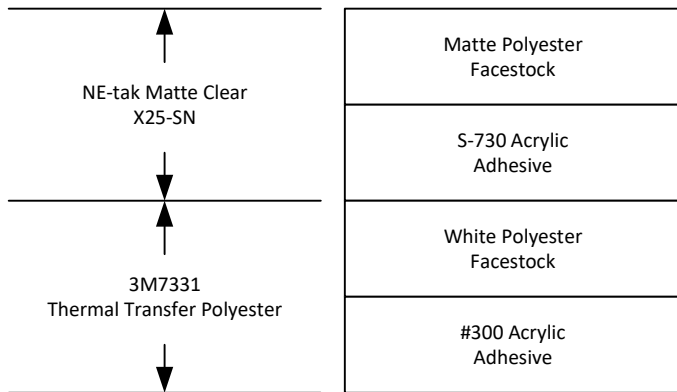 NE-tak Matte Clear
X25-SN
3M7331
Thermal Transfer Polyester
Matte Polyester
Facestock
S-730 Acrylic
Adhesive
White Polyester
Facestock
#300 Acrylic
Adhesive